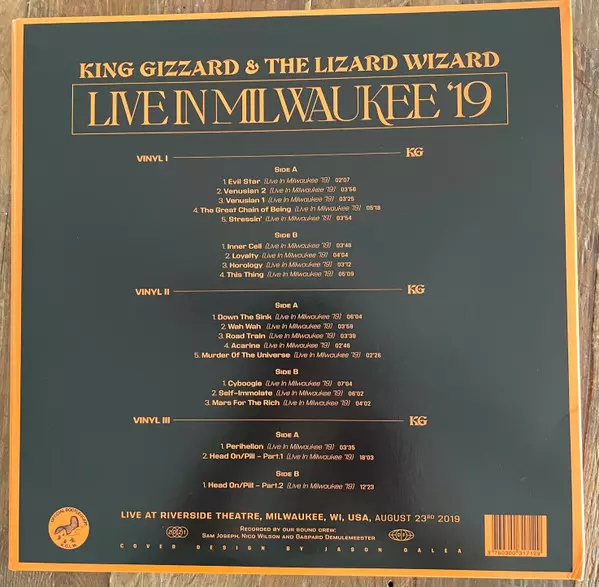 KING GIZZARD & THE LIZARD WIZARD
LIVE IN MILWAUKEE '19
VINYL I KG
SIDE A
1. Evil Star (Live In Milwaukee '19) 02'07
2. Venusian 2 (Live In Milwaukee '19) 03'56
3. Venusian 1 (Live In Milwaukee '19) 03'25
4. The Great Chain of Being (Live In Milwaukee '19) 05'18
5. Stressin' (Live In Milwaukee '19) 03'54
SIDE B
1. Inner Cell (Live In Milwaukee '19) 03'46
2. Loyalty (Live In Milwaukee '19) 04'04
3. Horology (Live In Milwaukee '19) 03'12
4. This Thing (Live In Milwaukee '19) 05'09
VINYL II KG
SIDE A
1. Down The Sink (Live In Milwaukee '19) 06'04
2. Wah Wah (Live In Milwaukee '19) 03'58
3. Road Train (Live In Milwaukee '19) 03'39
4. Acarine (Live In Milwaukee '19) 02'46
5. Murder Of The Universe (Live In Milwaukee '19) 02'26
SIDE B
1. Cyboogie (Live In Milwaukee '19) 07'04
2. Self-Immolate (Live In Milwaukee '19) 06'02
3. Mars For The Rich (Live In Milwaukee '19) 04'02
VINYL III KG
SIDE A
1. Perihelion (Live In Milwaukee '19) 03'35
2. Head On/Pill – Part.1 (Live In Milwaukee '19) 18'03
SIDE B
1. Head On/Pill – Part.2 (Live In Milwaukee '19) 12'23
LIVE AT RIVERSIDE THEATRE, MILWAUKEE, WI, USA, AUGUST 23RD 2019
RECORDED BY OUR SOUND CREW:
SAM JOSEPH, NICO WILSON AND GASPARD DEMULEMEESTER
COVER DESIGN BY JASON GALEA